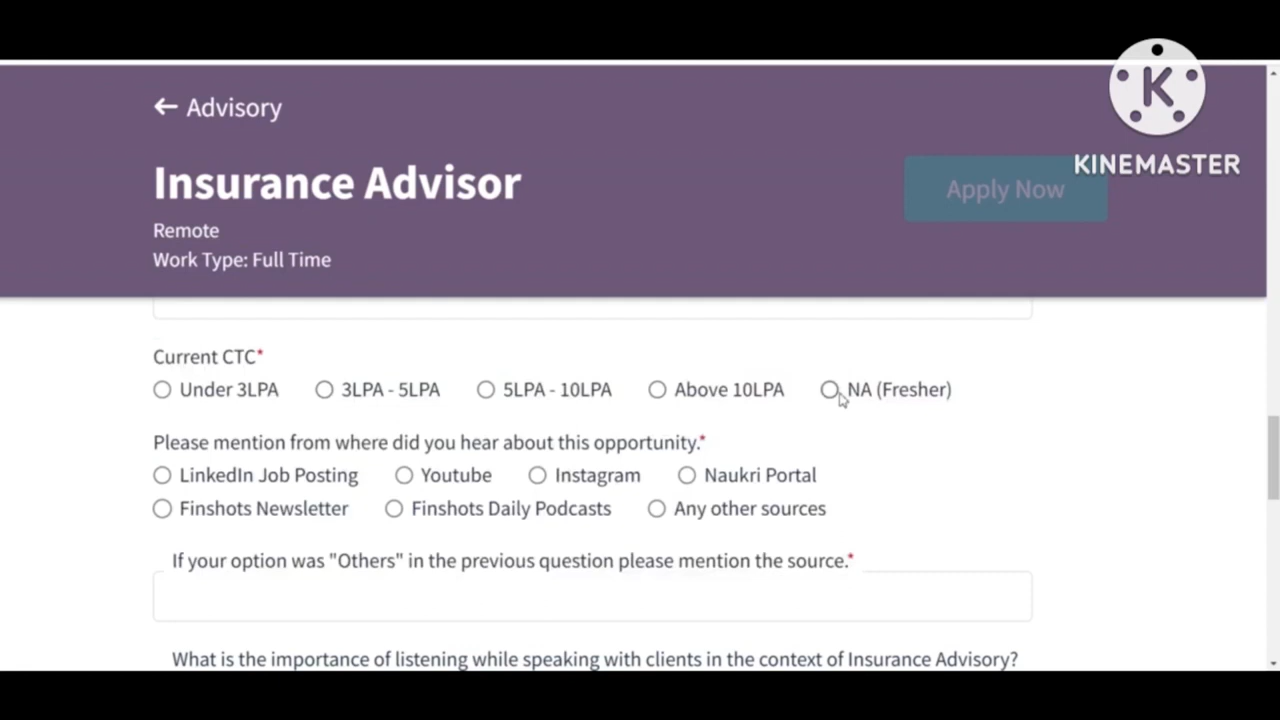 ← Advisory
Insurance Advisor
Remote
Work Type: Full Time
Apply Now
K
KINEMASTER
Current CTC*
Under 3LPA 3LPA - 5LPA 5LPA - 10LPA Above 10LPA NA (Fresher)
Please mention from where did you hear about this opportunity.*
LinkedIn Job Posting Youtube Instagram Naukri Portal
Finshots Newsletter Finshots Daily Podcasts Any other sources
If your option was "Others" in the previous question please mention the source.*
What is the importance of listening while speaking with clients in the context of Insurance Advisory?